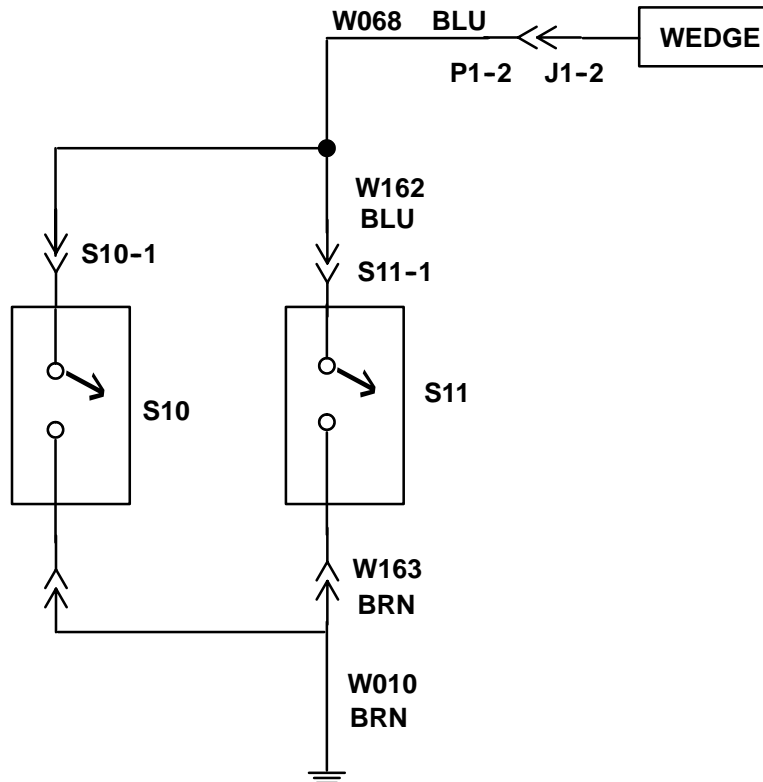 W068 BLU
WEDGE
P1-2 J1-2
W162
BLU
S10-1
S11-1
S10
S11
W163
BRN
W010
BRN